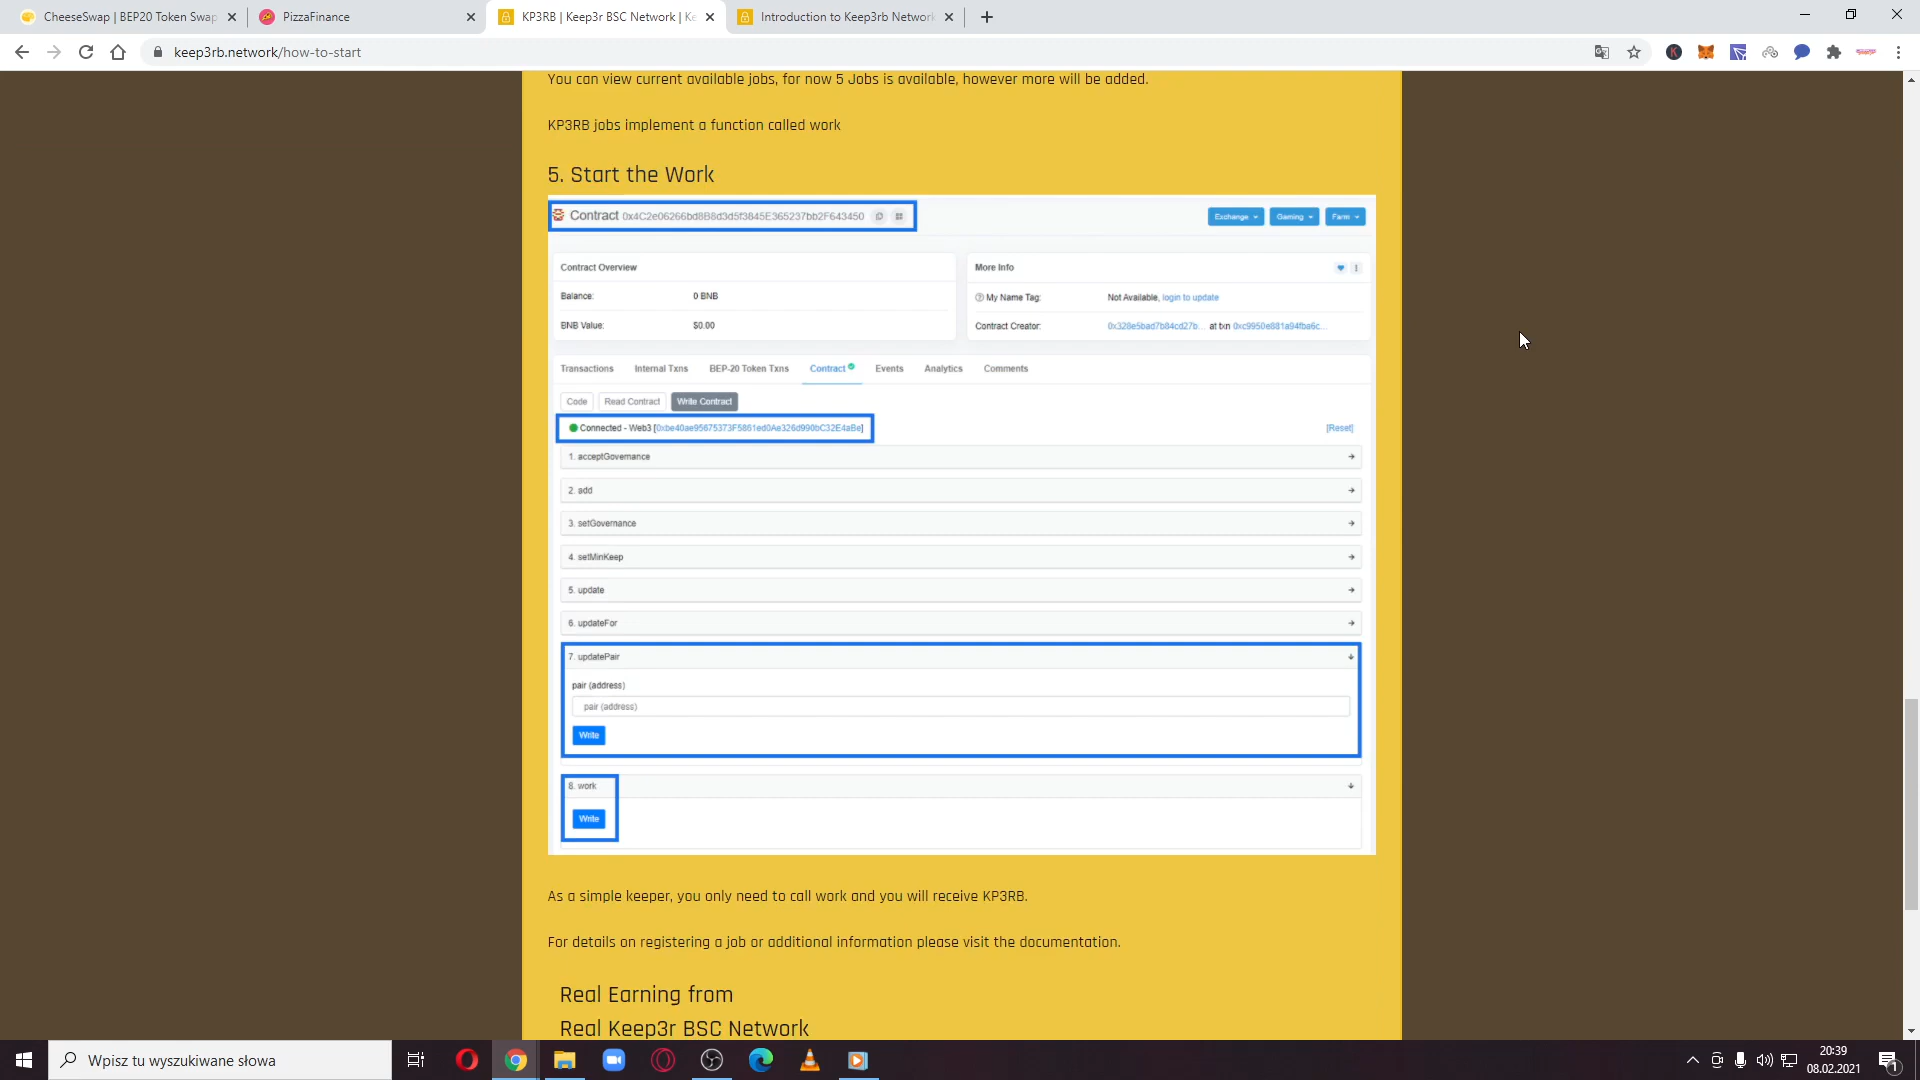 CheeseSwap | BEP20 Token Swap
PizzaFinance
KP3RB | Keep3r BSC Network | Ke
Introduction to Keep3rb Network
keep3rb.network/how-to-start
You can view current available jobs, for now 5 Jobs is available, however more will be added.
KP3RB jobs implement a function called work
5. Start the Work
Contract 0x4C2e06266bd8B8d3d5f3845E365237bb2F643450
Exchange
Gaming
Farm
Contract Overview
Balance: 0 BNB
BNB Value: $0.00
More Info
My Name Tag: Not Available, login to update
Contract Creator: 0x328e5bad7b84cd27b... at txn 0xc9950e881a94fba6c...
Transactions Internal Txns BEP-20 Token Txns Contract Events Analytics Comments
Code Read Contract Write Contract
Connected - Web3 [0xbe40ae95675373F5861ed0Ae326d990bC32E4aBe]
[Reset]
1. acceptGovernance
2. add
3. setGovernance
4. setMinKeep
5. update
6. updateFor
7. updatePair
pair (address)
pair (address)
Write
8. work
Write
As a simple keeper, you only need to call work and you will receive KP3RB.
For details on registering a job or additional information please visit the documentation.
Real Earning from
Real Keep3r BSC Network
Wpisz tu wyszukiwane słowa
20:39
08.02.2021
1